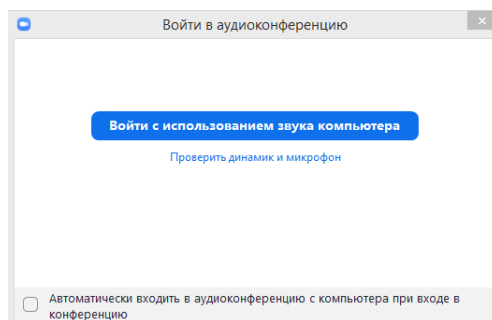 Войти в аудиоконференцию
Войти с использованием звука компьютера
Проверить динамик и микрофон
Автоматически входить в аудиоконференцию с компьютера при входе в
конференцию